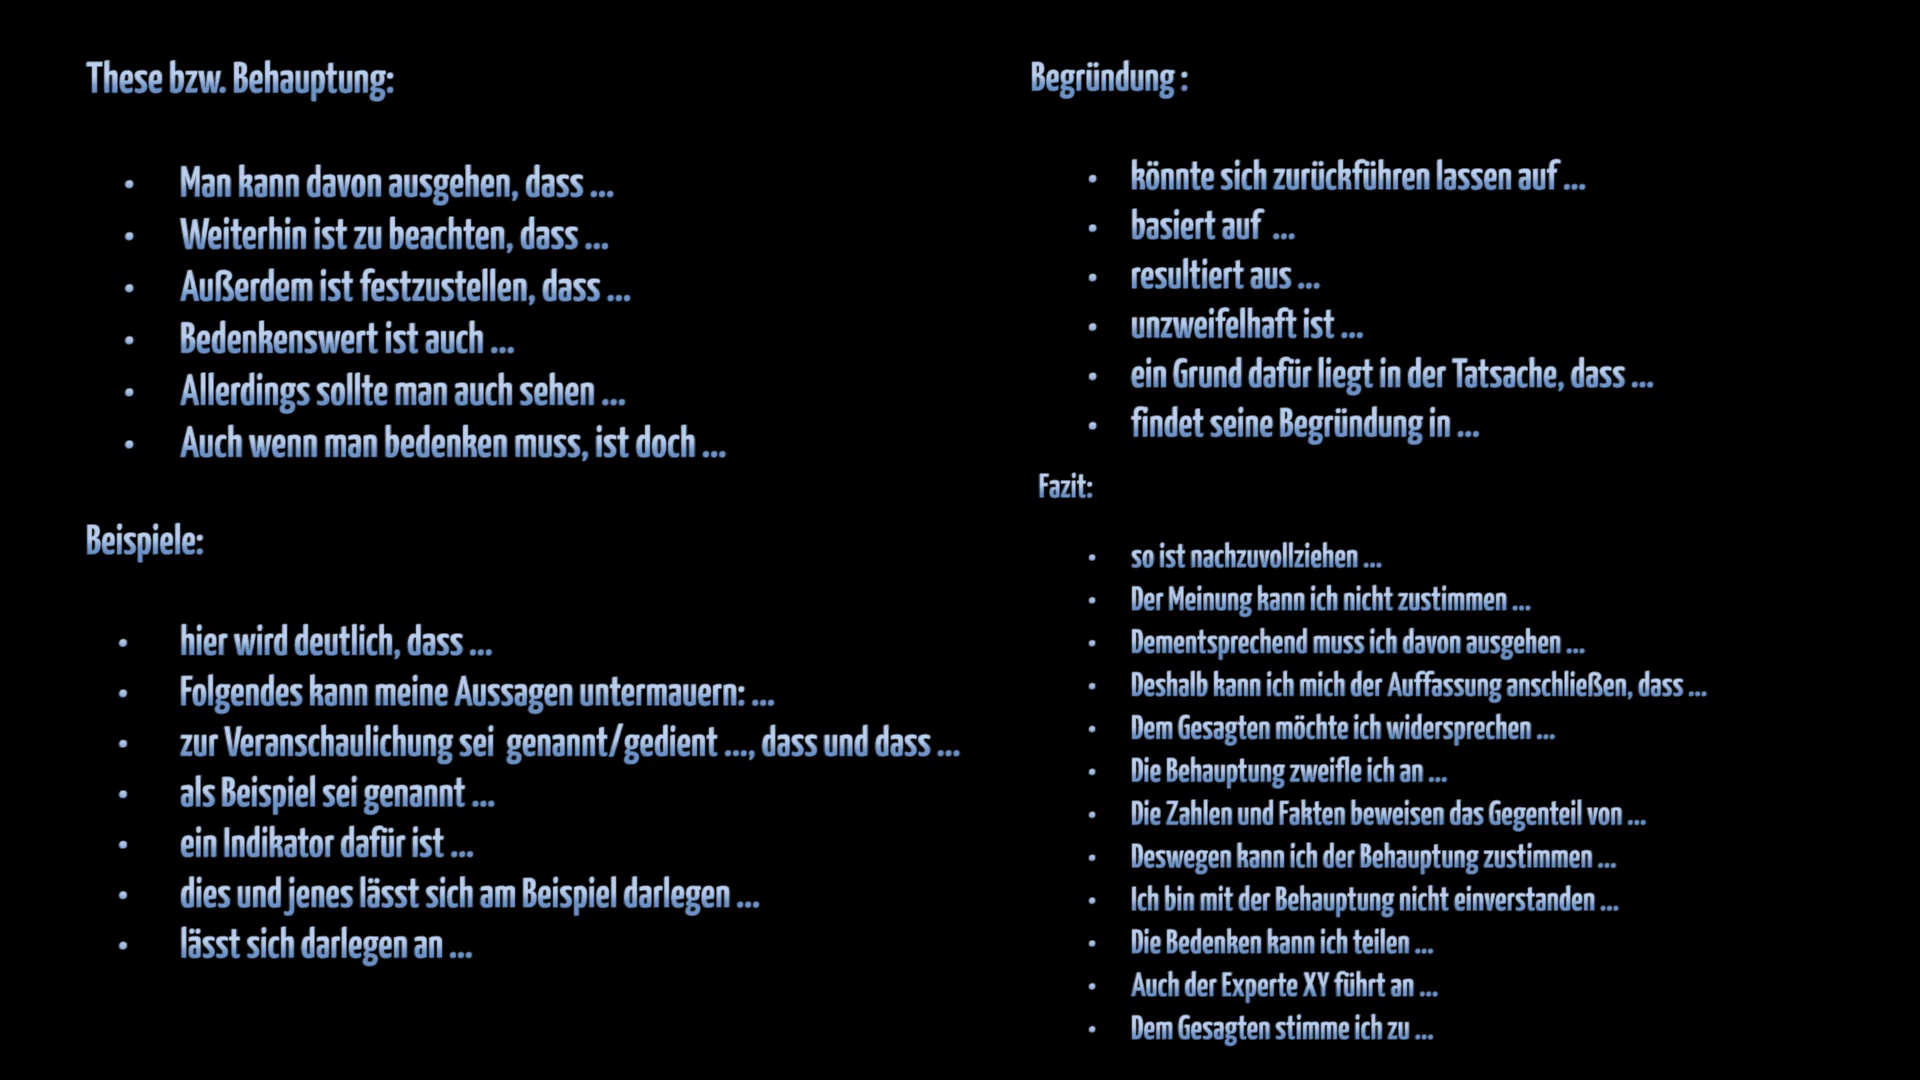 These bzw. Behauptung:
Man kann davon ausgehen, dass ...
Weiterhin ist zu beachten, dass ...
Außerdem ist festzustellen, dass ...
Bedenkenswert ist auch ...
Allerdings sollte man auch sehen ...
Auch wenn man bedenken muss, ist doch ...
Beispiele:
hier wird deutlich, dass ...
Folgendes kann meine Aussagen untermauern: ...
zur Veranschaulichung sei genannt/gedient ..., dass und dass ...
als Beispiel sei genannt ...
ein Indikator dafür ist ...
dies und jenes lässt sich am Beispiel darlegen ...
lässt sich darlegen an ...
Begründung :
könnte sich zurückführen lassen auf ...
basiert auf ...
resultiert aus ...
unzweifelhaft ist ...
ein Grund dafür liegt in der Tatsache, dass ...
findet seine Begründung in ...
Fazit:
so ist nachzuvollziehen ...
Der Meinung kann ich nicht zustimmen ...
Dementsprechend muss ich davon ausgehen ...
Deshalb kann ich mich der Auffassung anschließen, dass ...
Dem Gesagten möchte ich widersprechen ...
Die Behauptung zweifle ich an ...
Die Zahlen und Fakten beweisen das Gegenteil von ...
Deswegen kann ich der Behauptung zustimmen ...
Ich bin mit der Behauptung nicht einverstanden ...
Die Bedenken kann ich teilen ...
Auch der Experte XY führt an ...
Dem Gesagten stimme ich zu ...